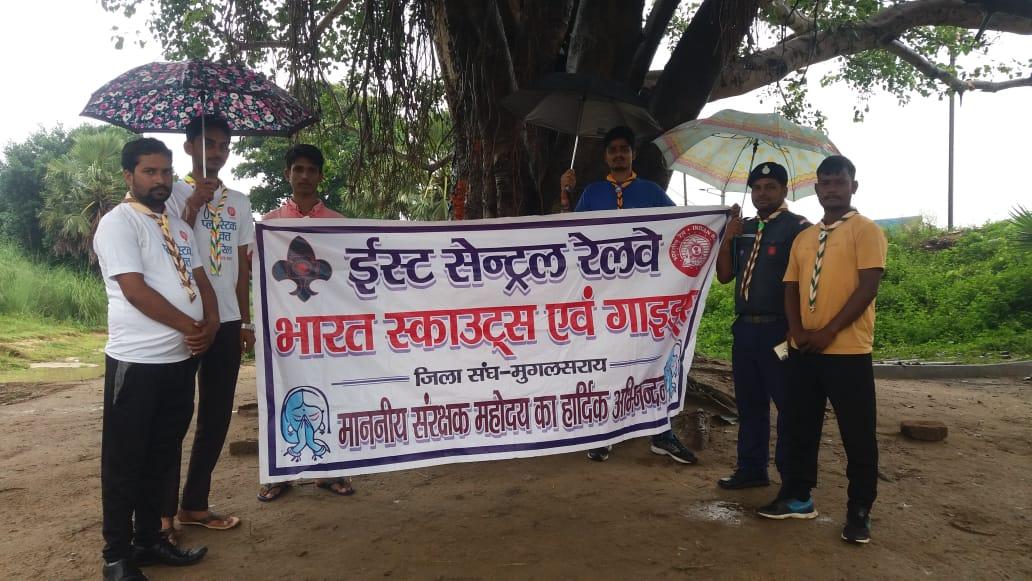 ईस्ट सेन्ट्रल रेलवे
भारत स्काउट्स एवं गाइड्स
जिला संघ-मुगलसराय
माननीय संरक्षक महोदय का हार्दिक अभिनन्दन
प्लास्टिक